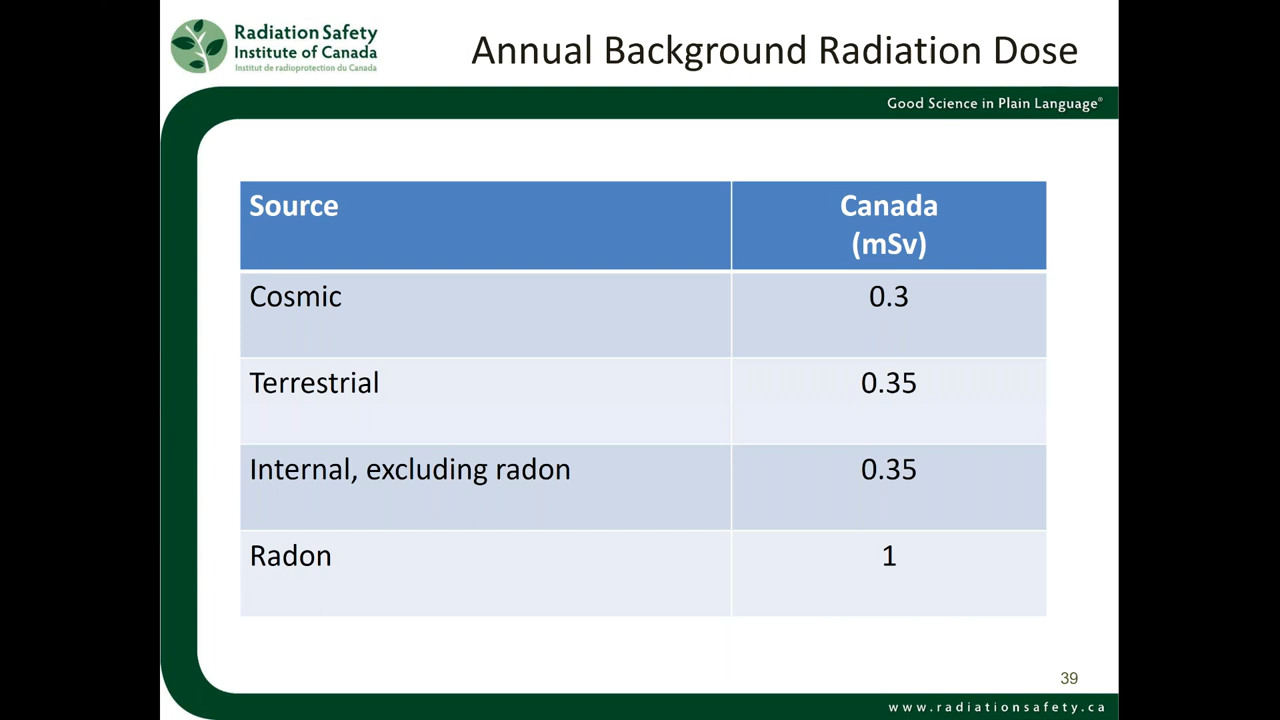 Radiation Safety
Institute of Canada
Institut de radioprotection du Canada
Annual Background Radiation Dose
Good Science in Plain Language®
Source
Canada
(mSv)
Cosmic
0.3
Terrestrial
0.35
Internal, excluding radon
0.35
Radon
1
39
www.radiationsafety.ca